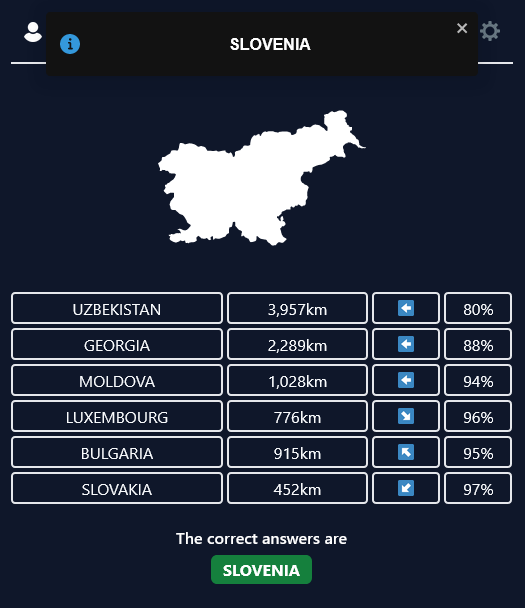 SLOVENIA
UZBEKISTAN 3,957km 80%
GEORGIA 2,289km 88%
MOLDOVA 1,028km 94%
LUXEMBOURG 776km 96%
BULGARIA 915km 95%
SLOVAKIA 452km 97%
The correct answers are
SLOVENIA